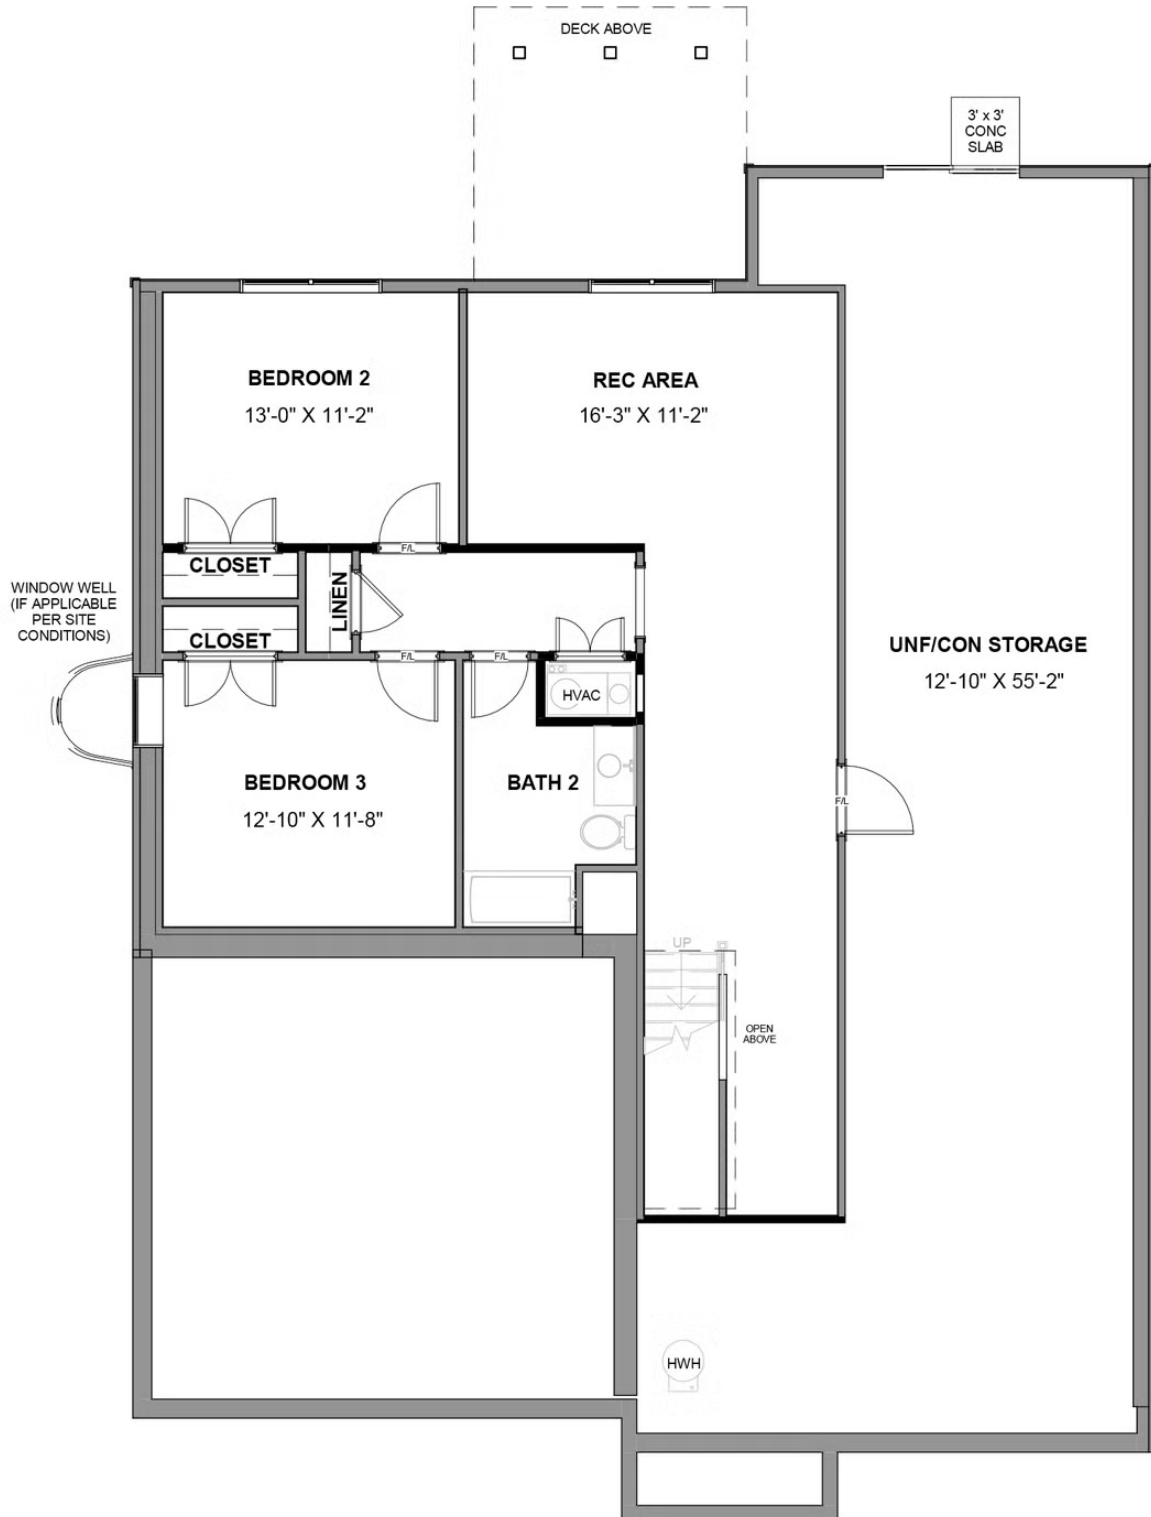 DECK ABOVE
3' x 3'
CONC
SLAB
BEDROOM 2
13'-0" X 11'-2"
REC AREA
16'-3" X 11'-2"
F/L
CLOSET
LINEN
WINDOW WELL
(IF APPLICABLE
PER SITE
CONDITIONS)
CLOSET
F/L
F/L
UNF/CON STORAGE
12'-10" X 55'-2"
HVAC
BEDROOM 3
12'-10" X 11'-8"
BATH 2
F/L
UP
OPEN
ABOVE
HWH